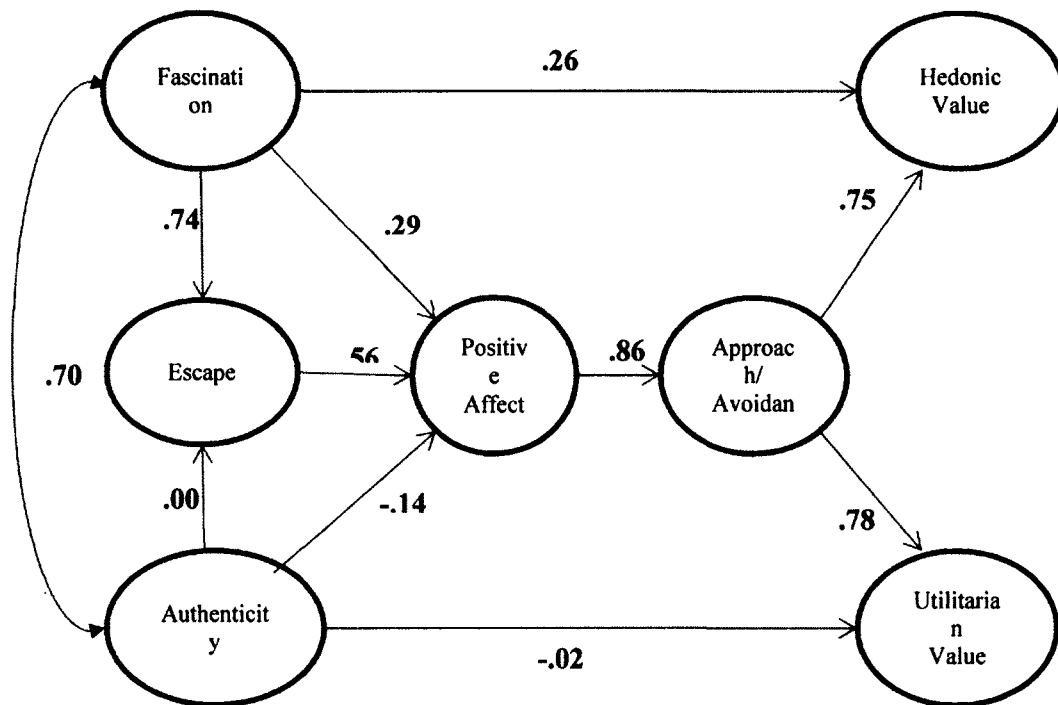 Fascinati
on
.26
Hedonic
Value
.74
.29
.75
.70
Escape
56
Positiv
e
Affect
.86
Approac
h/
Avoidan
.00
-.14
.78
Authenticit
y
-.02
Utilitaria
n
Value